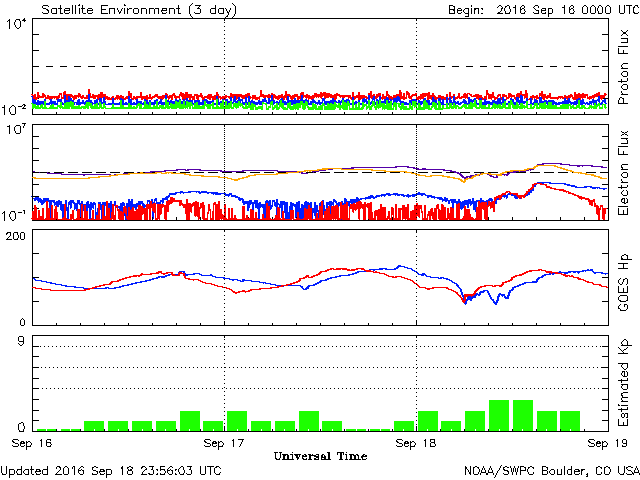 Satellite Environment (3 day) Begin: 2016 Sep 16 0000 UTC
10⁴
10⁻²
Proton Flux
10⁷
10⁻¹
Electron Flux
200
0
GOES Hp
9
0
Estimated Kp
Sep 16 Sep 17 Sep 18 Sep 19
Universal Time
Updated 2016 Sep 18 23:56:03 UTC NOAA/SWPC Boulder, CO USA